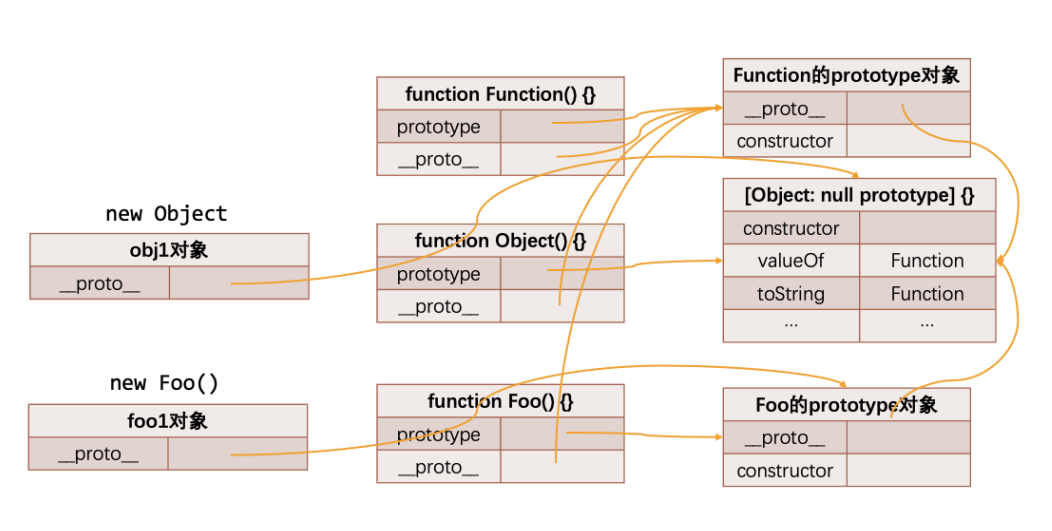 new Object
obj1对象
__proto__
new Foo()
foo1对象
__proto__
function Function() {}
prototype
__proto__
function Object() {}
prototype
__proto__
function Foo() {}
prototype
__proto__
Function的prototype对象
__proto__
constructor
[Object: null prototype] {}
constructor
valueOf Function
toString Function
... ...
Foo的prototype对象
__proto__
constructor